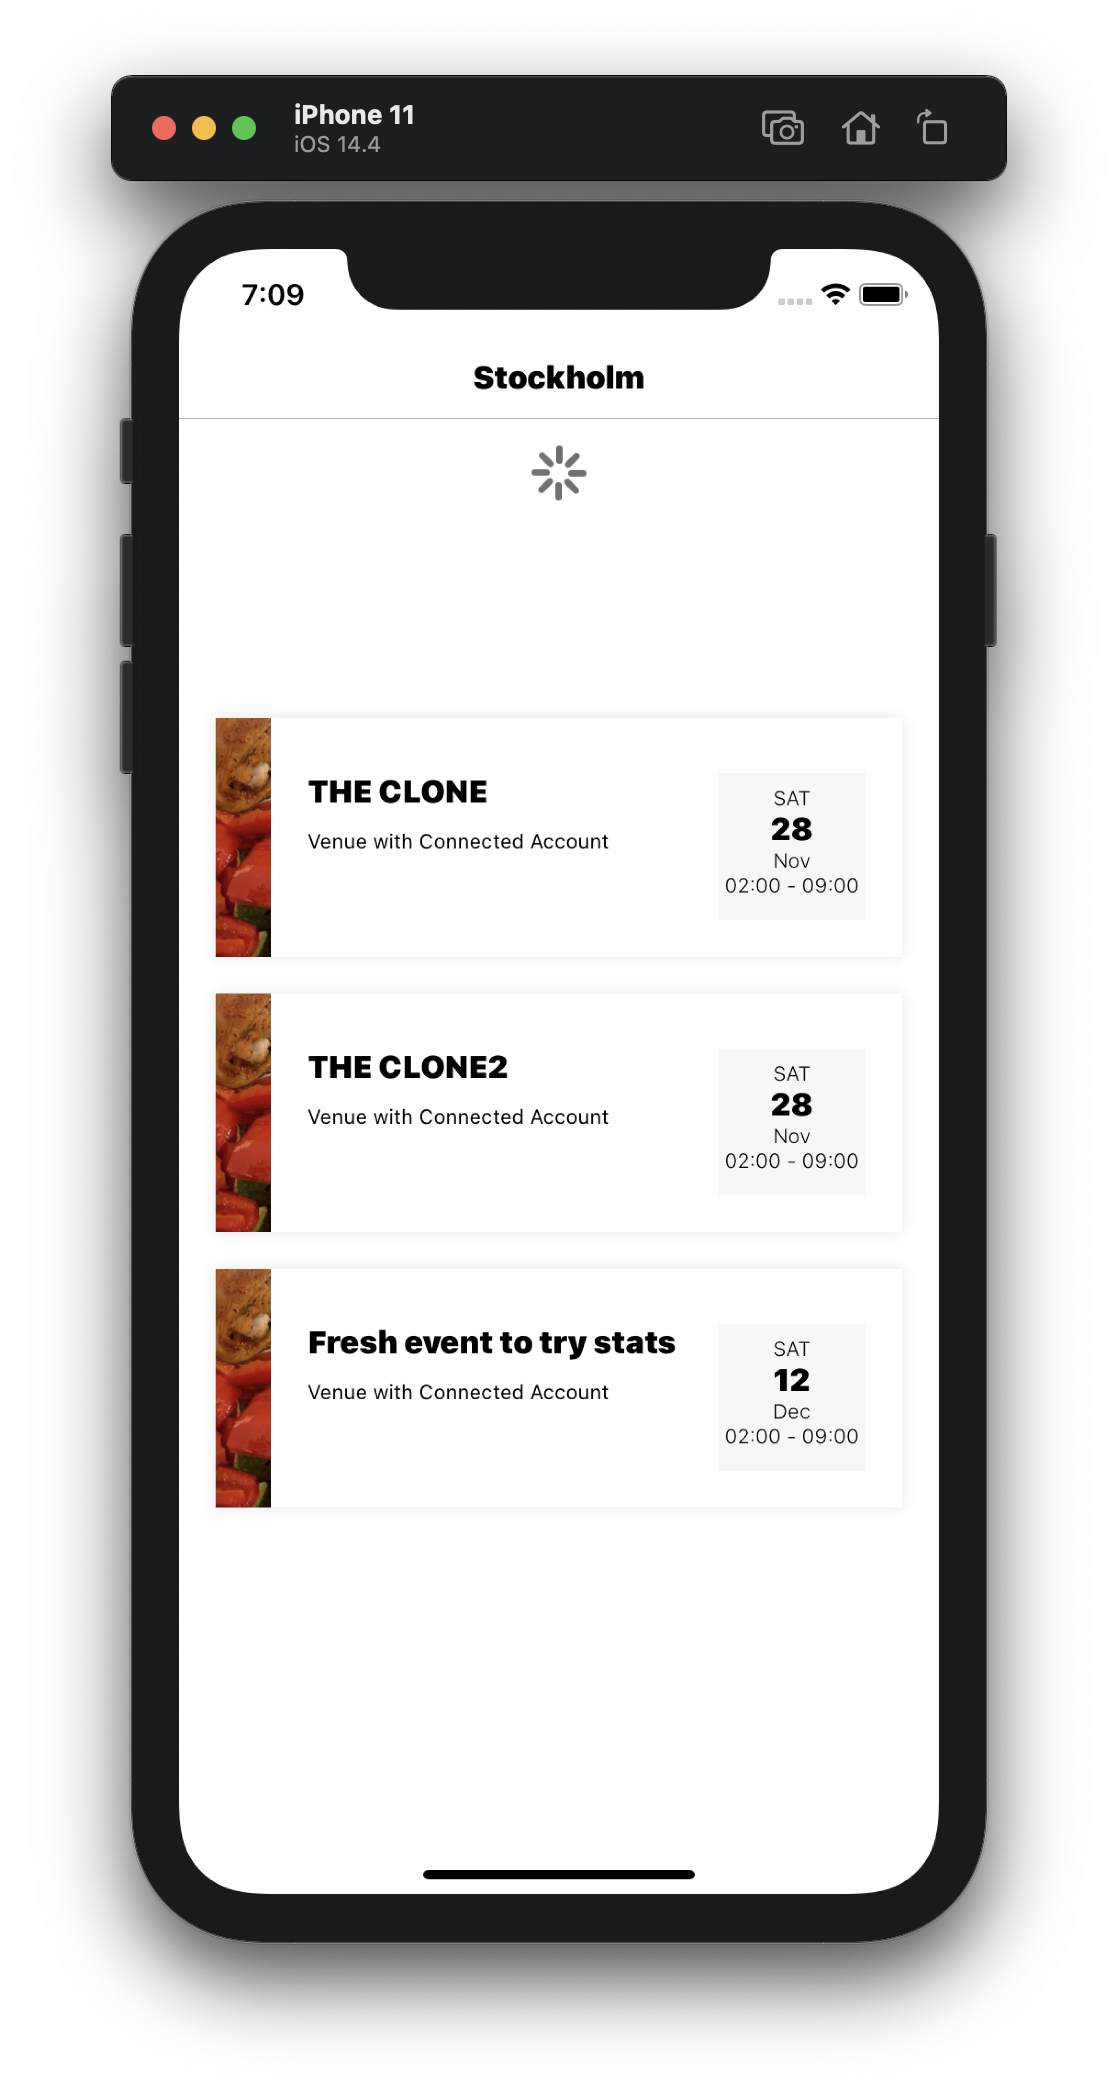 iPhone 11
iOS 14.4
7:09
Stockholm
THE CLONE
Venue with Connected Account
SAT
28
Nov
02:00 - 09:00
THE CLONE2
Venue with Connected Account
SAT
28
Nov
02:00 - 09:00
Fresh event to try stats
Venue with Connected Account
SAT
12
Dec
02:00 - 09:00